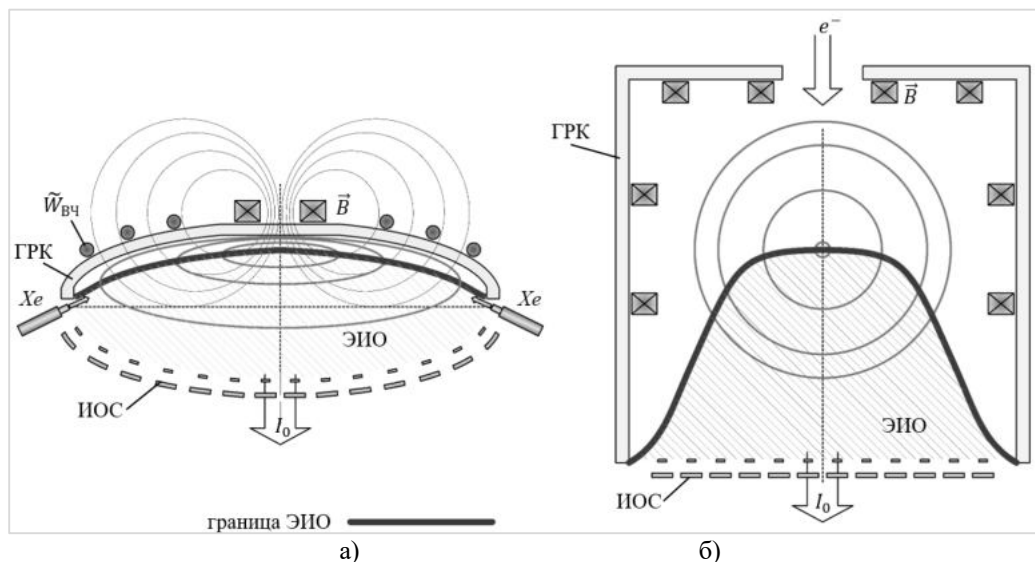 e⁻
B⃗
ГРК
W̃ВЧ
B⃗
ГРК
Xe
Xe
ЭИО
ИОС
I₀
ЭИО
ИОС
I₀
граница ЭИО
а)
б)